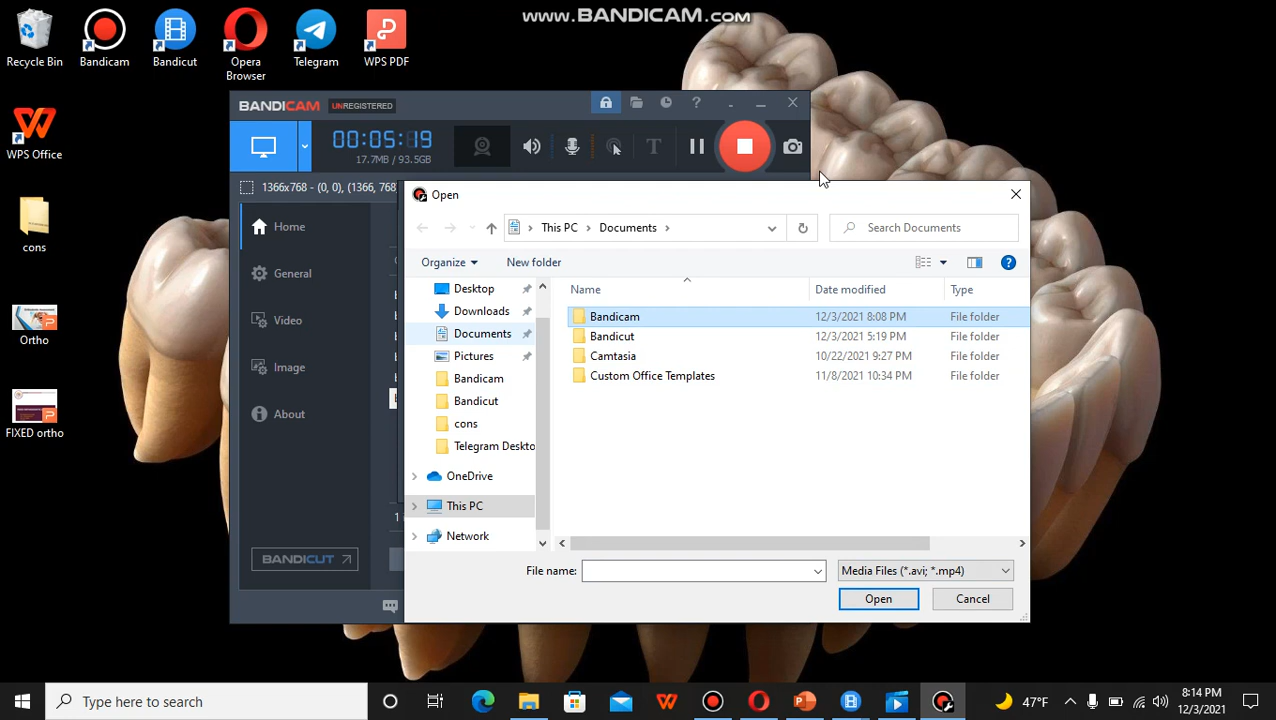 www.BANDICAM.com
Recycle Bin
Bandicam
Bandicut
Opera
Browser
Telegram
WPS PDF
WPS Office
cons
Ortho
FIXED ortho
BANDICAM UNREGISTERED
00:05:19
17.7MB / 93.5GB
1366x768 - (0, 0), (1366, 768)
Home
General
Video
Image
About
BANDICUT
Open
This PC > Documents >
Search Documents
Organize
New folder
Name
Date modified
Type
Desktop
Downloads
Documents
Pictures
Bandicam
Bandicut
cons
Telegram Deskto
OneDrive
This PC
Network
Bandicam 12/3/2021 8:08 PM File folder
Bandicut 12/3/2021 5:19 PM File folder
Camtasia 10/22/2021 9:27 PM File folder
Custom Office Templates 11/8/2021 10:34 PM File folder
File name:
Media Files (*.avi; *.mp4)
Open
Cancel
Type here to search
47°F
8:14 PM
12/3/2021